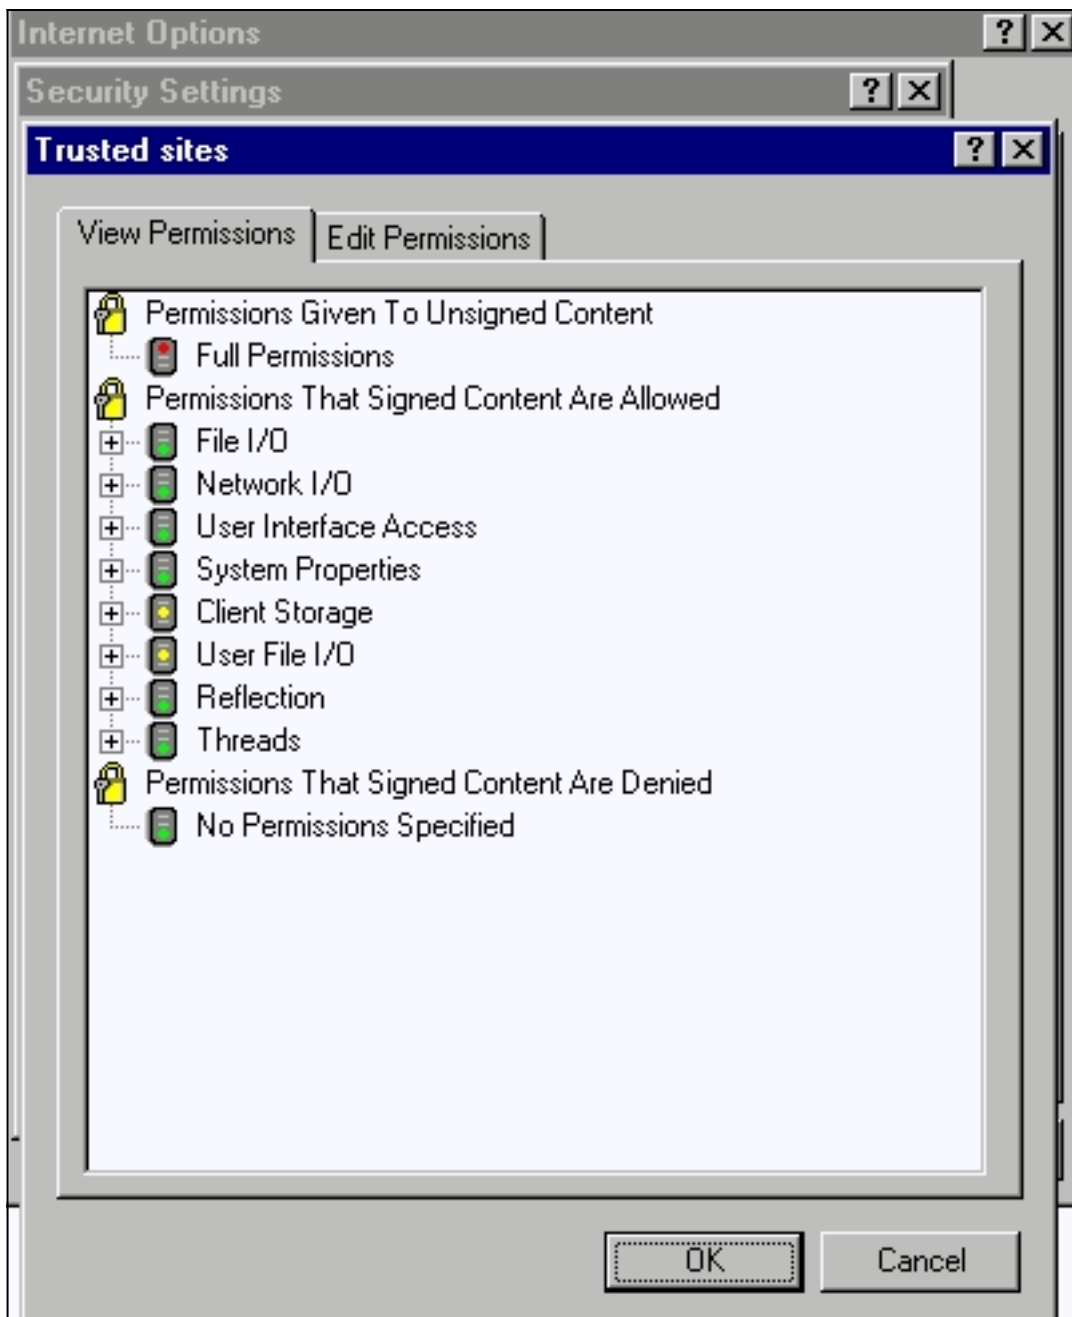 Internet Options
Security Settings
Trusted sites
View Permissions
Edit Permissions
Permissions Given To Unsigned Content
Full Permissions
Permissions That Signed Content Are Allowed
File I/O
Network I/O
User Interface Access
System Properties
Client Storage
User File I/O
Reflection
Threads
Permissions That Signed Content Are Denied
No Permissions Specified
OK
Cancel